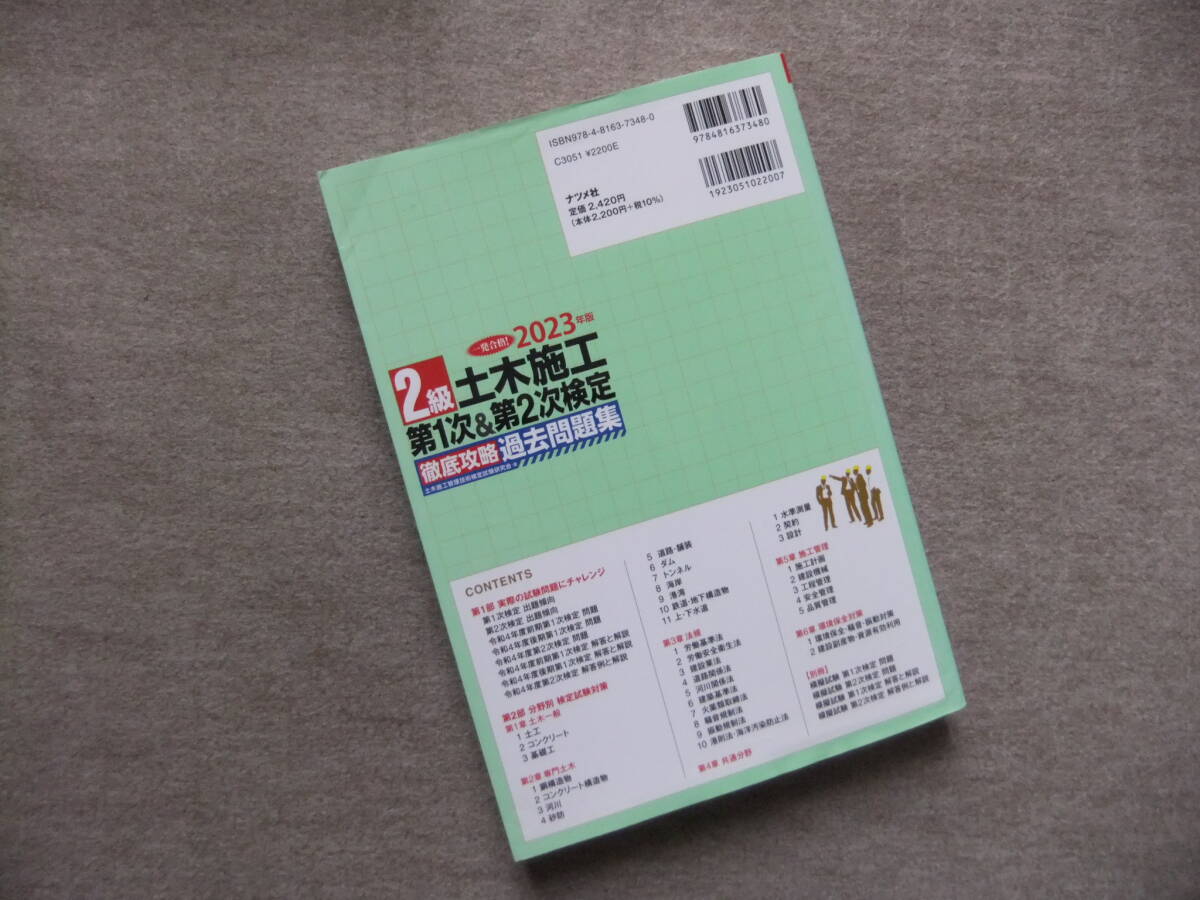 ISBN978-4-8163-7348-0
C3051 ¥2200E
ナツメ社
定価2,420円
(本体2,200円+税10%)
9784816373480
1923051022007
一発合格!
2023年版
2級
土木施工
第1次&第2次検定
徹底攻略 過去問題集
土木施工管理技術検定試験研究会・著
CONTENTS
第1部 実際の試験問題にチャレンジ
第1次検定 出題傾向
第2次検定 出題傾向
令和4年度前期第1次検定 問題
令和4年度後期第1次検定 問題
令和4年度第2次検定 問題
令和4年度前期第1次検定 解答と解説
令和4年度後期第1次検定 解答と解説
令和4年度第2次検定 解答例と解説
第2部 分野別 検定試験対策
第1章 土木一般
1 土工
2 コンクリート
3 基礎工
第2章 専門土木
1 鋼構造物
2 コンクリート構造物
3 河川
4 砂防
5 道路・舗装
6 ダム
7 トンネル
8 海岸
9 港湾
10 鉄道・地下構造物
11 上・下水道
第3章 法規
1 労働基準法
2 労働安全衛生法
3 建設業法
4 道路関係法
5 河川関係法
6 建築基準法
7 火薬類取締法
8 騒音規制法
9 振動規制法
10 港則法・海洋汚染防止法
第4章 共通分野
1 水準測量
2 契約
3 設計
第5章 施工管理
1 施工計画
2 建設機械
3 工程管理
4 安全管理
5 品質管理
第6章 環境保全対策
1 環境保全・騒音・振動対策
2 建設副産物・資源有効利用
【別冊】
模擬試験 第1次検定 問題
模擬試験 第2次検定 問題
模擬試験 第1次検定 解答と解説
模擬試験 第2次検定 解答例と解説